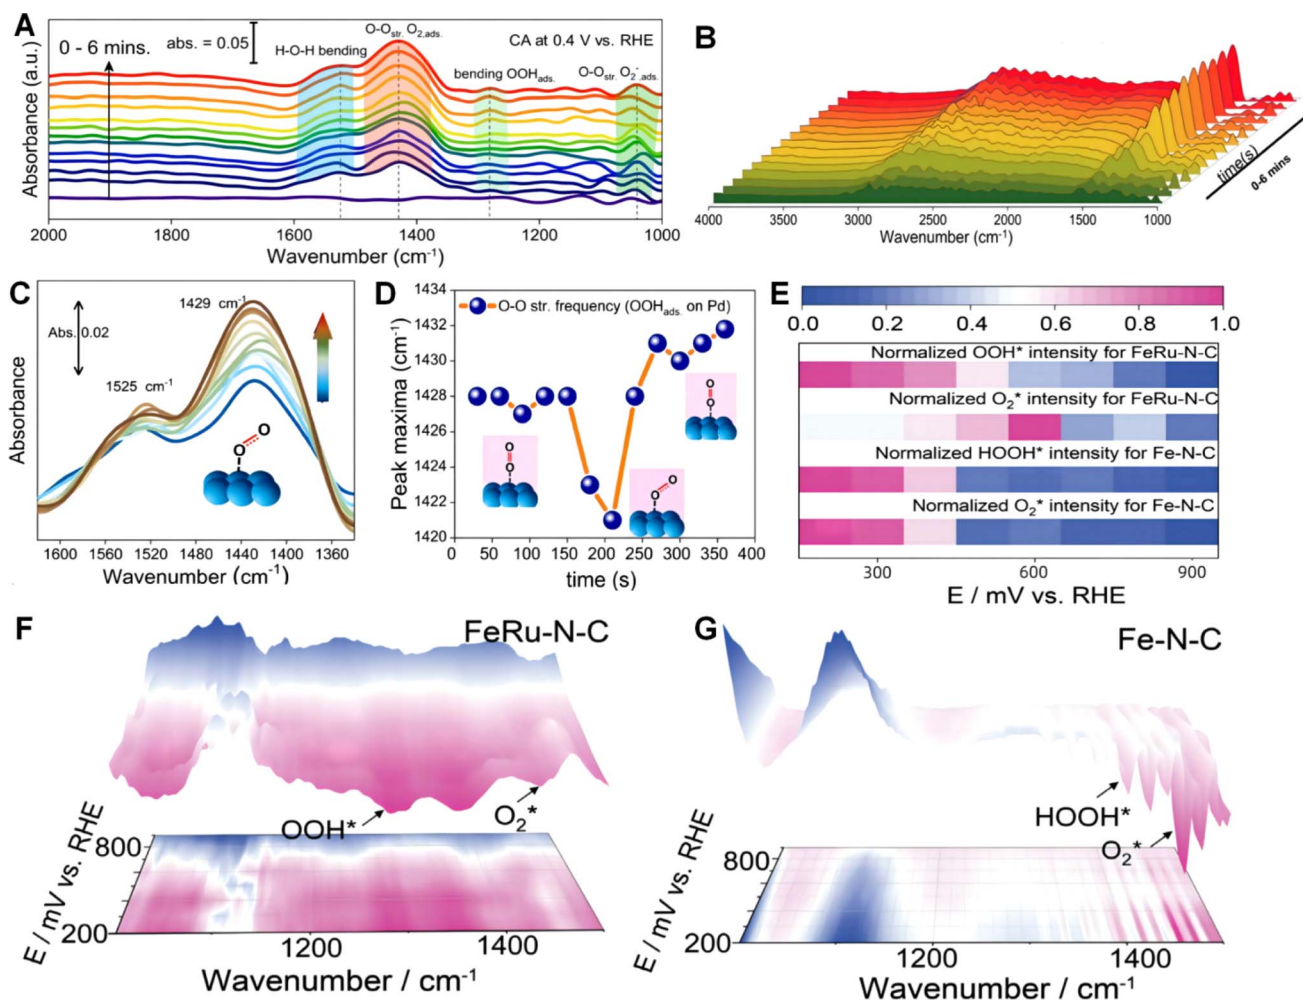 A
0 - 6 mins.
abs. = 0.05
H-O-H bending
O-Ostr. O2,ads.
CA at 0.4 V vs. RHE
bending OOHads.
O-Ostr. O2-,ads.
Absorbance (a.u.)
2000 1800 1600 1400 1200 1000
Wavenumber (cm-1)
B
time(s)
0-6 mins
4000 3500 3000 2500 2000 1500 1000
Wavenumber (cm-1)
C
Abs. 0.02
1429 cm-1
1525 cm-1
O
O
Absorbance
1600 1560 1520 1480 1440 1400 1360
Wavenumber (cm-1)
D
O-O str. frequency (OOHads. on Pd)
Peak maxima (cm-1)
1434
1432
1430
1428
1426
1424
1422
1420
O
O
O
O
O
O
0 50 100 150 200 250 300 350 400
time (s)
E
0.0 0.2 0.4 0.6 0.8 1.0
Normalized OOH* intensity for FeRu-N-C
Normalized O2* intensity for FeRu-N-C
Normalized HOOH* intensity for Fe-N-C
Normalized O2* intensity for Fe-N-C
300 600 900
E / mV vs. RHE
F
FeRu-N-C
OOH*
O2*
E / mV vs. RHE
800
200
1200 1400
Wavenumber / cm-1
G
Fe-N-C
HOOH*
O2*
E / mV vs. RHE
800
200
1200 1400
Wavenumber / cm-1